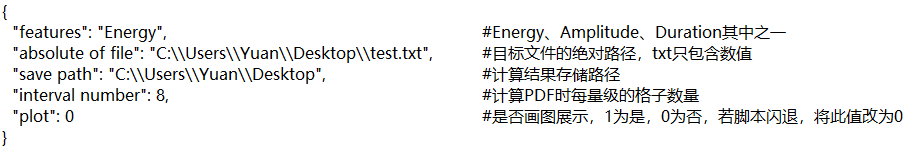 {
"features": "Energy", #Energy、Amplitude、Duration其中之一
"absolute of file": "C:\\Users\\Yuan\\Desktop\\test.txt", #目标文件的绝对路径，txt只包含数值
"save path": "C:\\Users\\Yuan\\Desktop", #计算结果存储路径
"interval number": 8, #计算PDF时每量级的格子数量
"plot": 0 #是否画图展示，1为是，0为否，若脚本闪退，将此值改为0
}